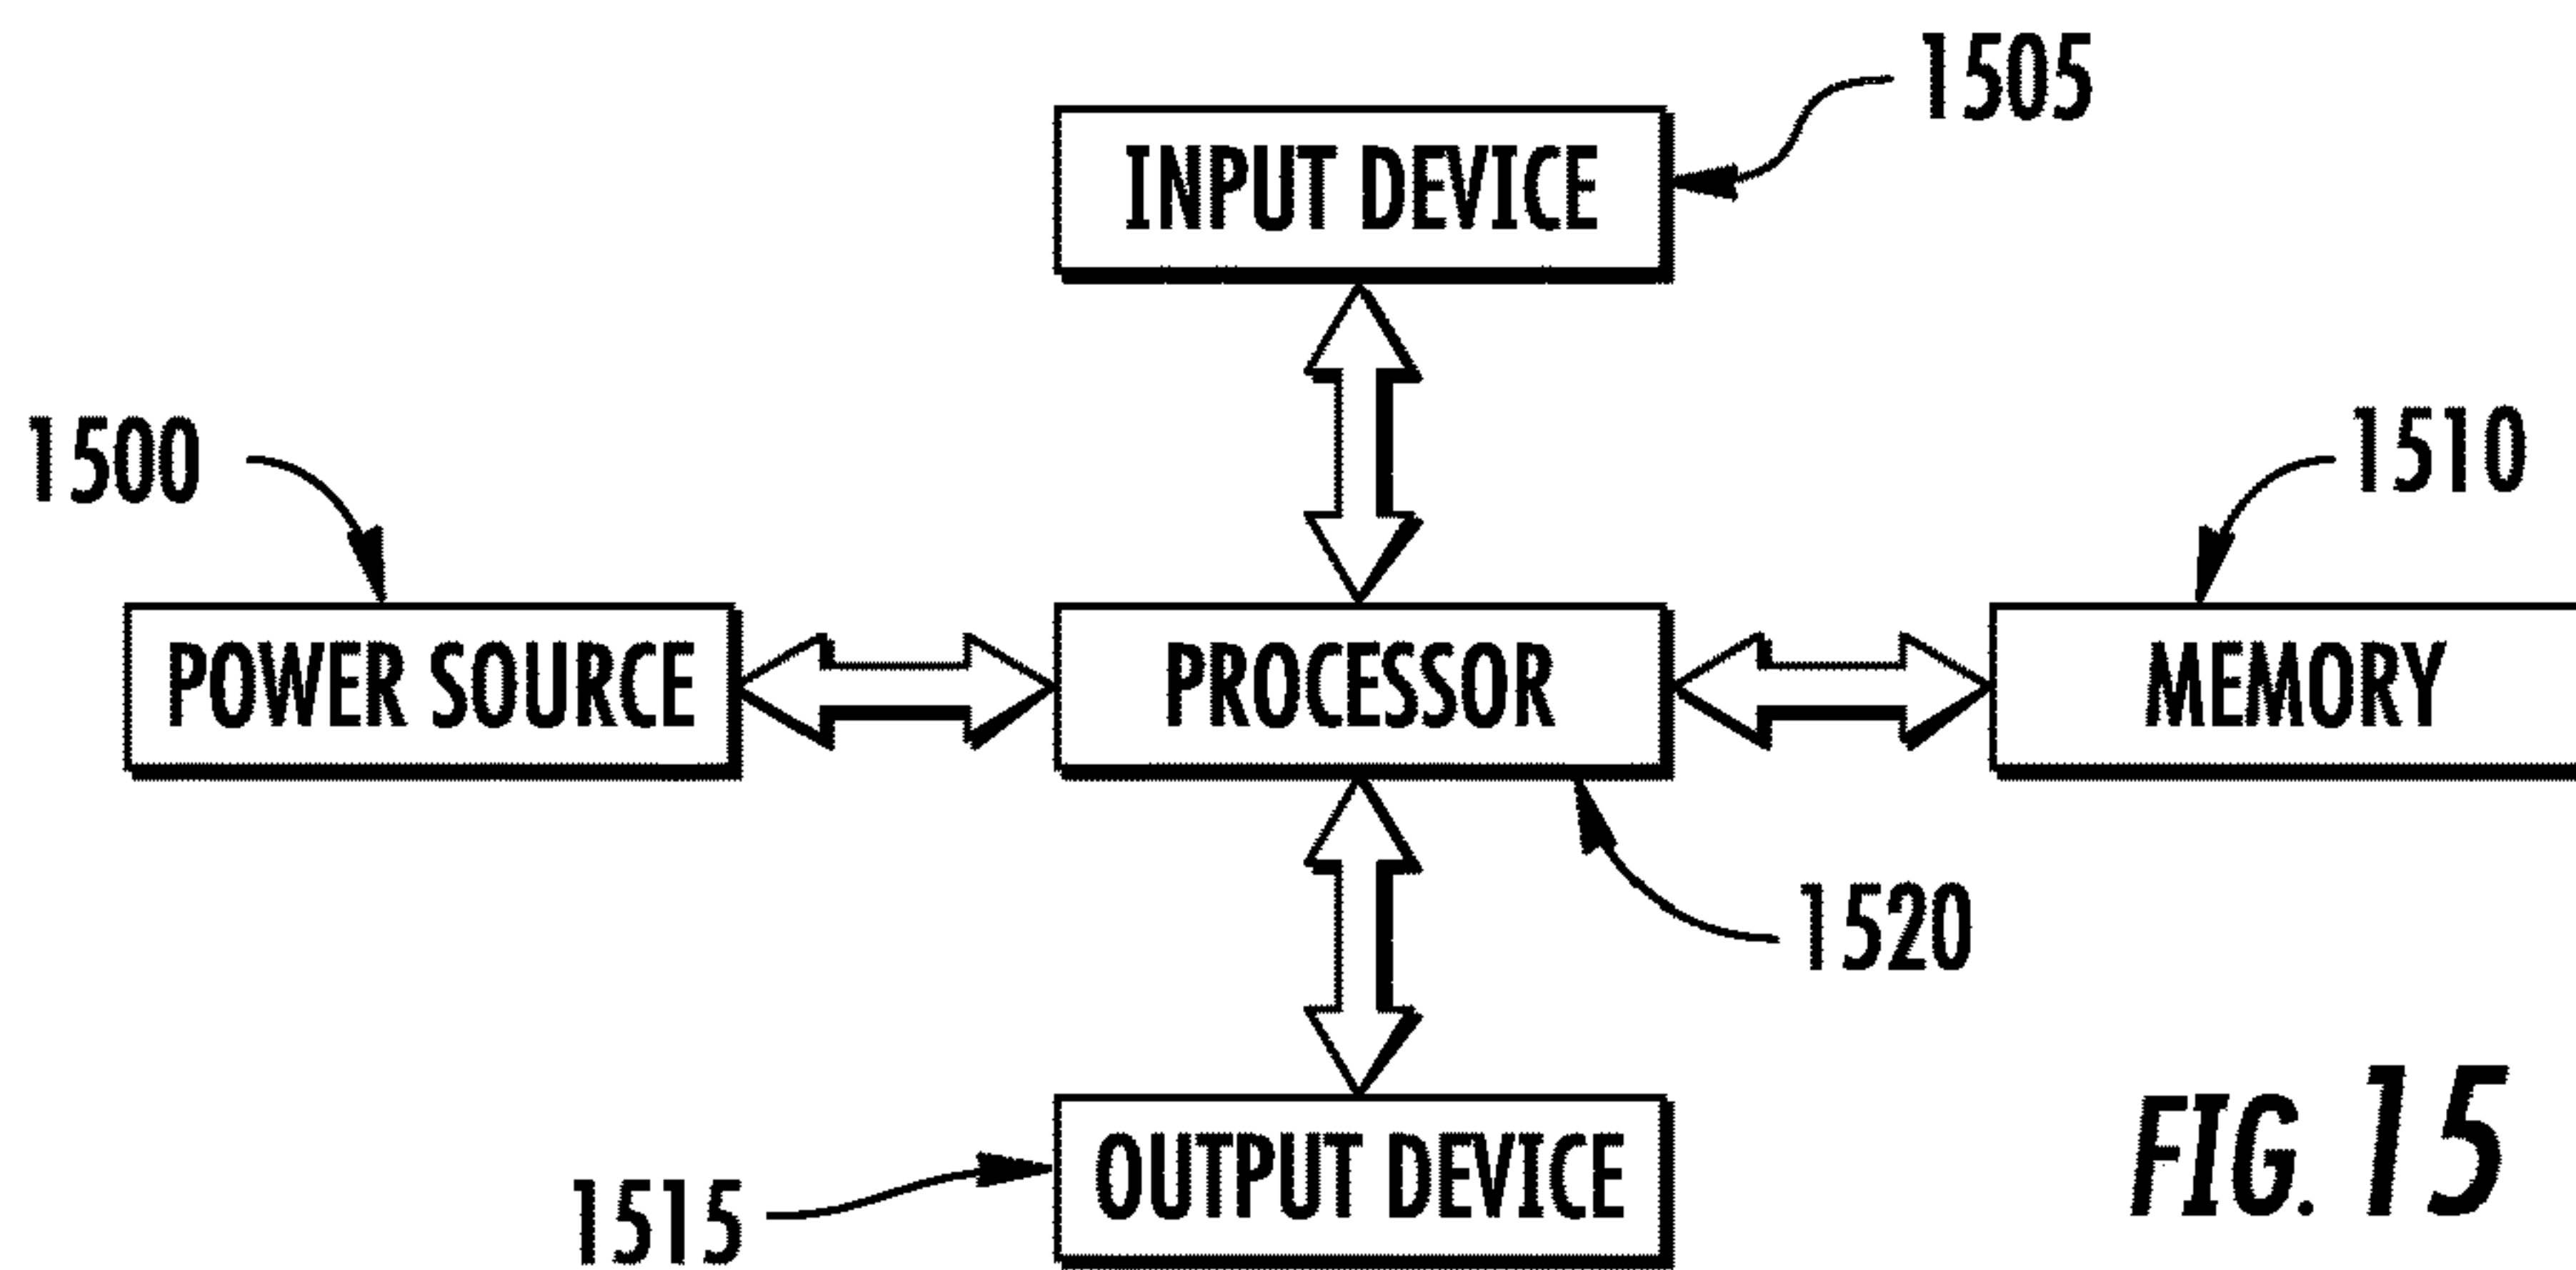 1505
INPUT DEVICE
1500
1510
POWER SOURCE
PROCESSOR
MEMORY
1520
OUTPUT DEVICE
1515
FIG. 15